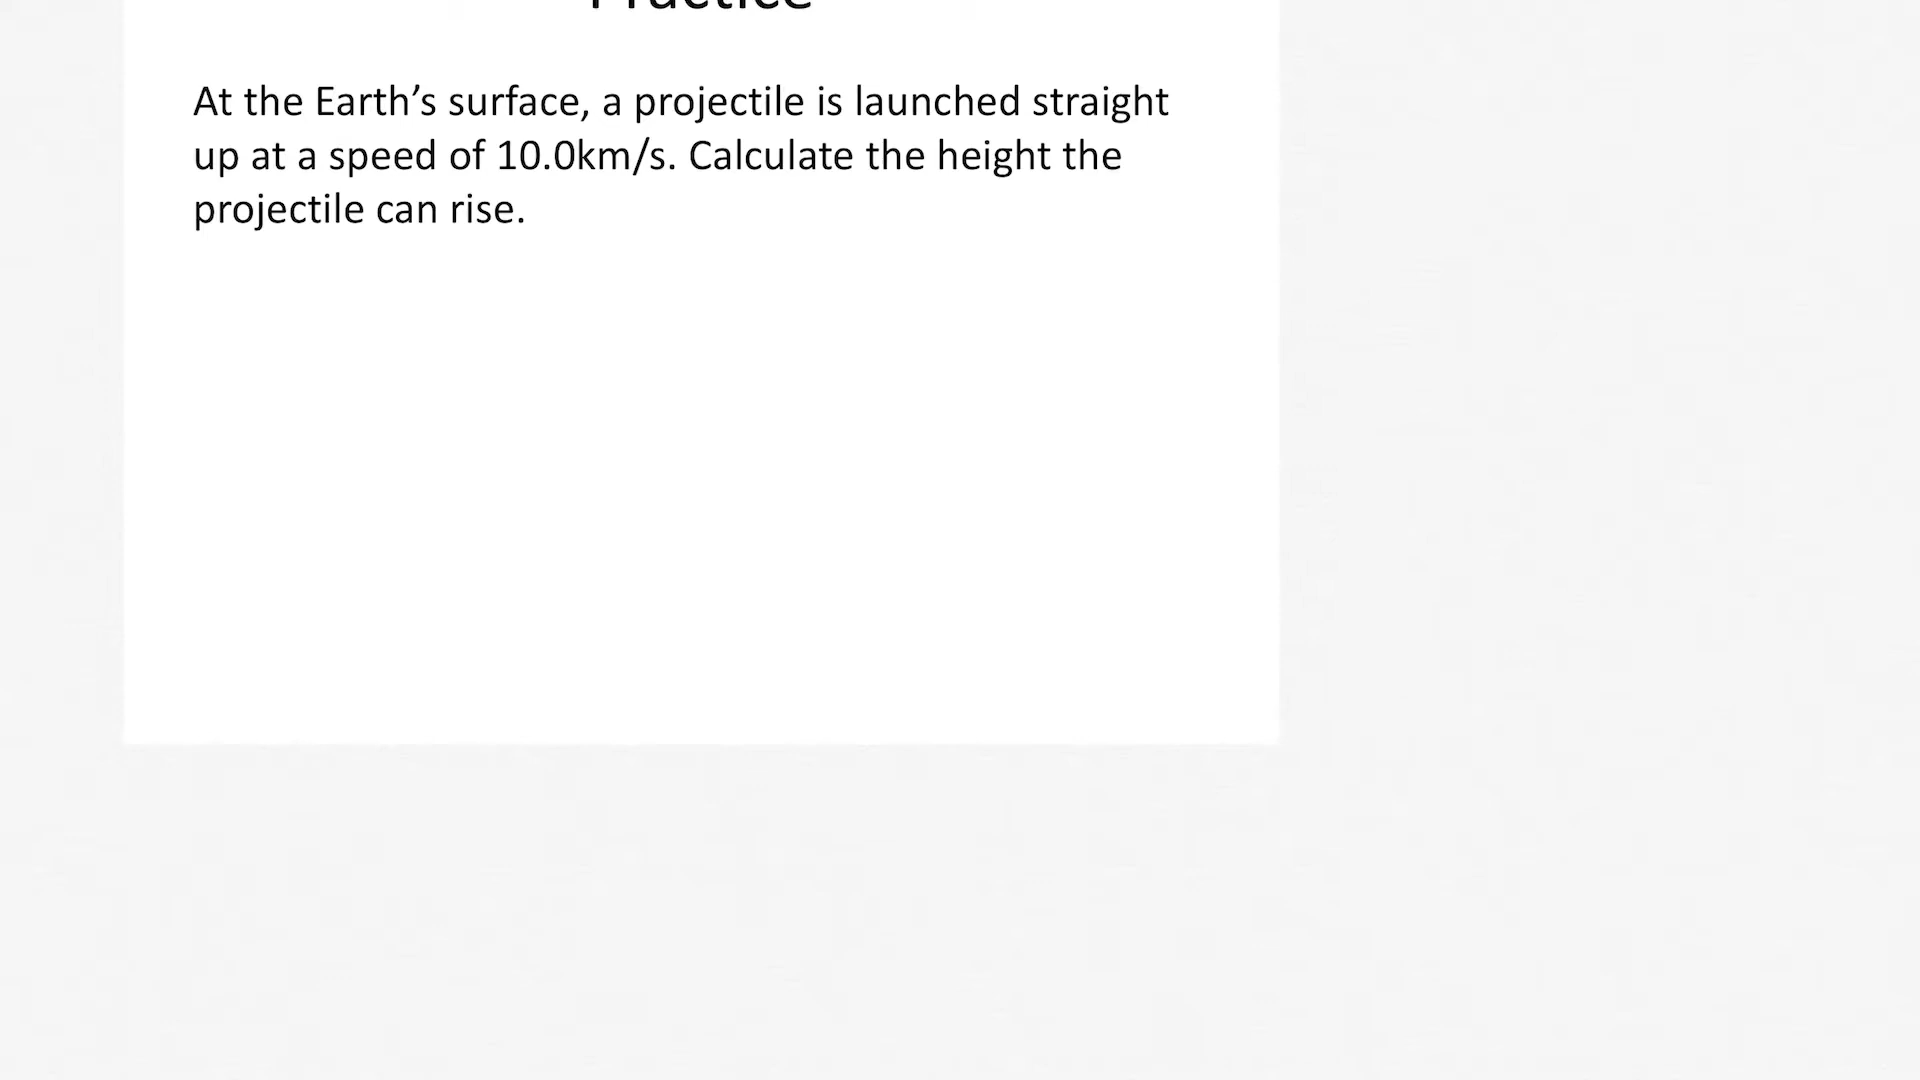 Practice
At the Earth’s surface, a projectile is launched straight
up at a speed of 10.0km/s. Calculate the height the
projectile can rise.